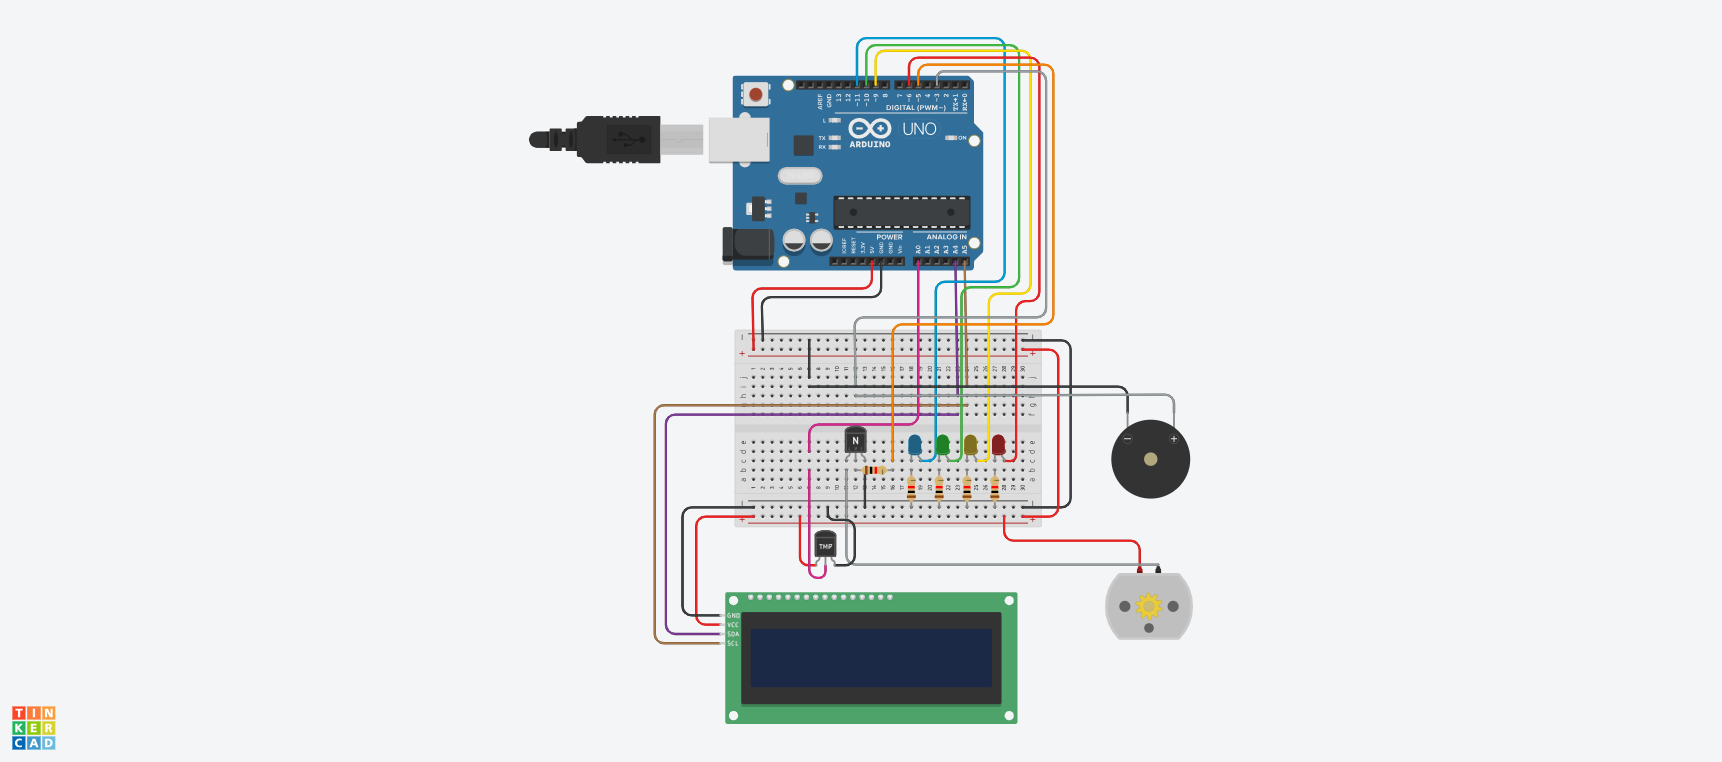 AREF
GND
13
12
~11
~10
~9
8
7
~6
~5
4
~3
2
TX→1
RX←0
DIGITAL (PWM~)
L
TX
RX
UNO
ON
ARDUINO
POWER
ANALOG IN
IOREF
RESET
3.3V
5V
GND
GND
Vin
A0
A1
A2
A3
A4
A5
N
TMP
GND
VCC
SDA
SCL
TIN
KER
CAD